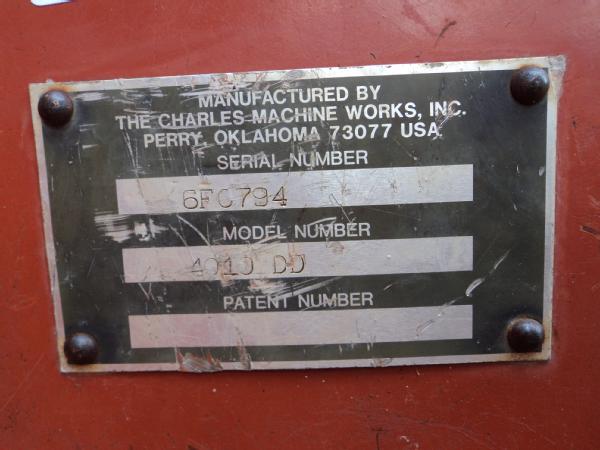 MANUFACTURED BY
THE CHARLES MACHINE WORKS, INC.
PERRY, OKLAHOMA 73077 USA
SERIAL NUMBER
6FC794
MODEL NUMBER
4010 DD
PATENT NUMBER